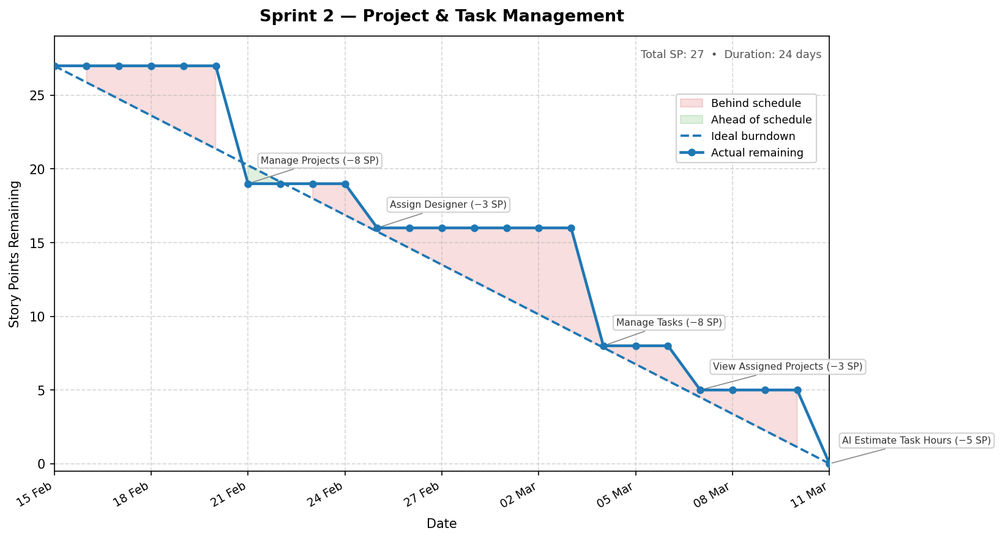 Sprint 2 — Project & Task Management
Total SP: 27 • Duration: 24 days
Behind schedule
Ahead of schedule
Ideal burndown
Actual remaining
Manage Projects (−8 SP)
Assign Designer (−3 SP)
Manage Tasks (−8 SP)
View Assigned Projects (−3 SP)
AI Estimate Task Hours (−5 SP)
Story Points Remaining
25
20
15
10
5
0
15 Feb
18 Feb
21 Feb
24 Feb
27 Feb
02 Mar
05 Mar
08 Mar
11 Mar
Date